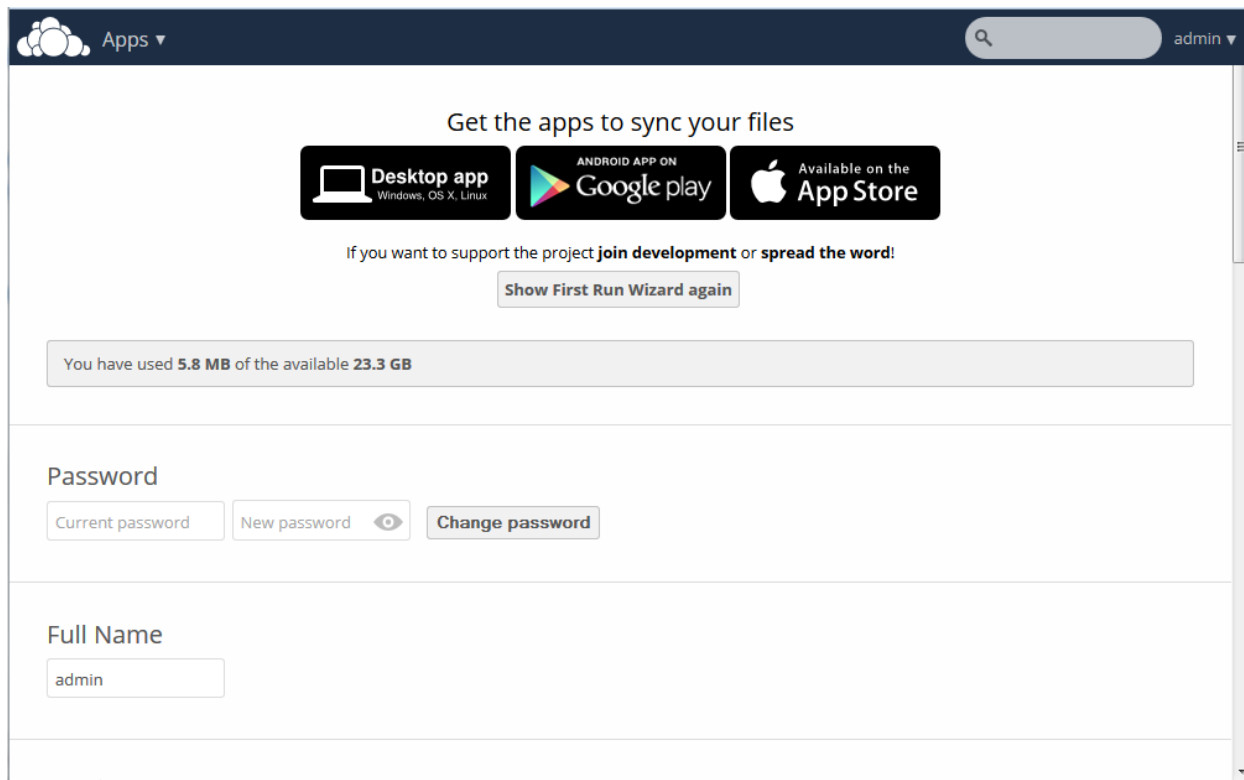 Apps ▾
admin ▾
Get the apps to sync your files
Desktop app
Windows, OS X, Linux
ANDROID APP ON
Google play
Available on the
App Store
If you want to support the project join development or spread the word!
Show First Run Wizard again
You have used 5.8 MB of the available 23.3 GB
Password
Current password New password Change password
Full Name
admin